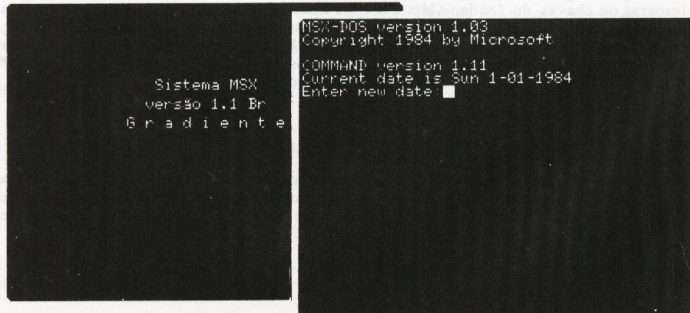 Sistema MSX
versão 1.1 Br
G r a d i e n t e
MSX-DOS version 1.03
Copyright 1984 by Microsoft
COMMAND version 1.11
Current date is Sun 1-01-1984
Enter new date: